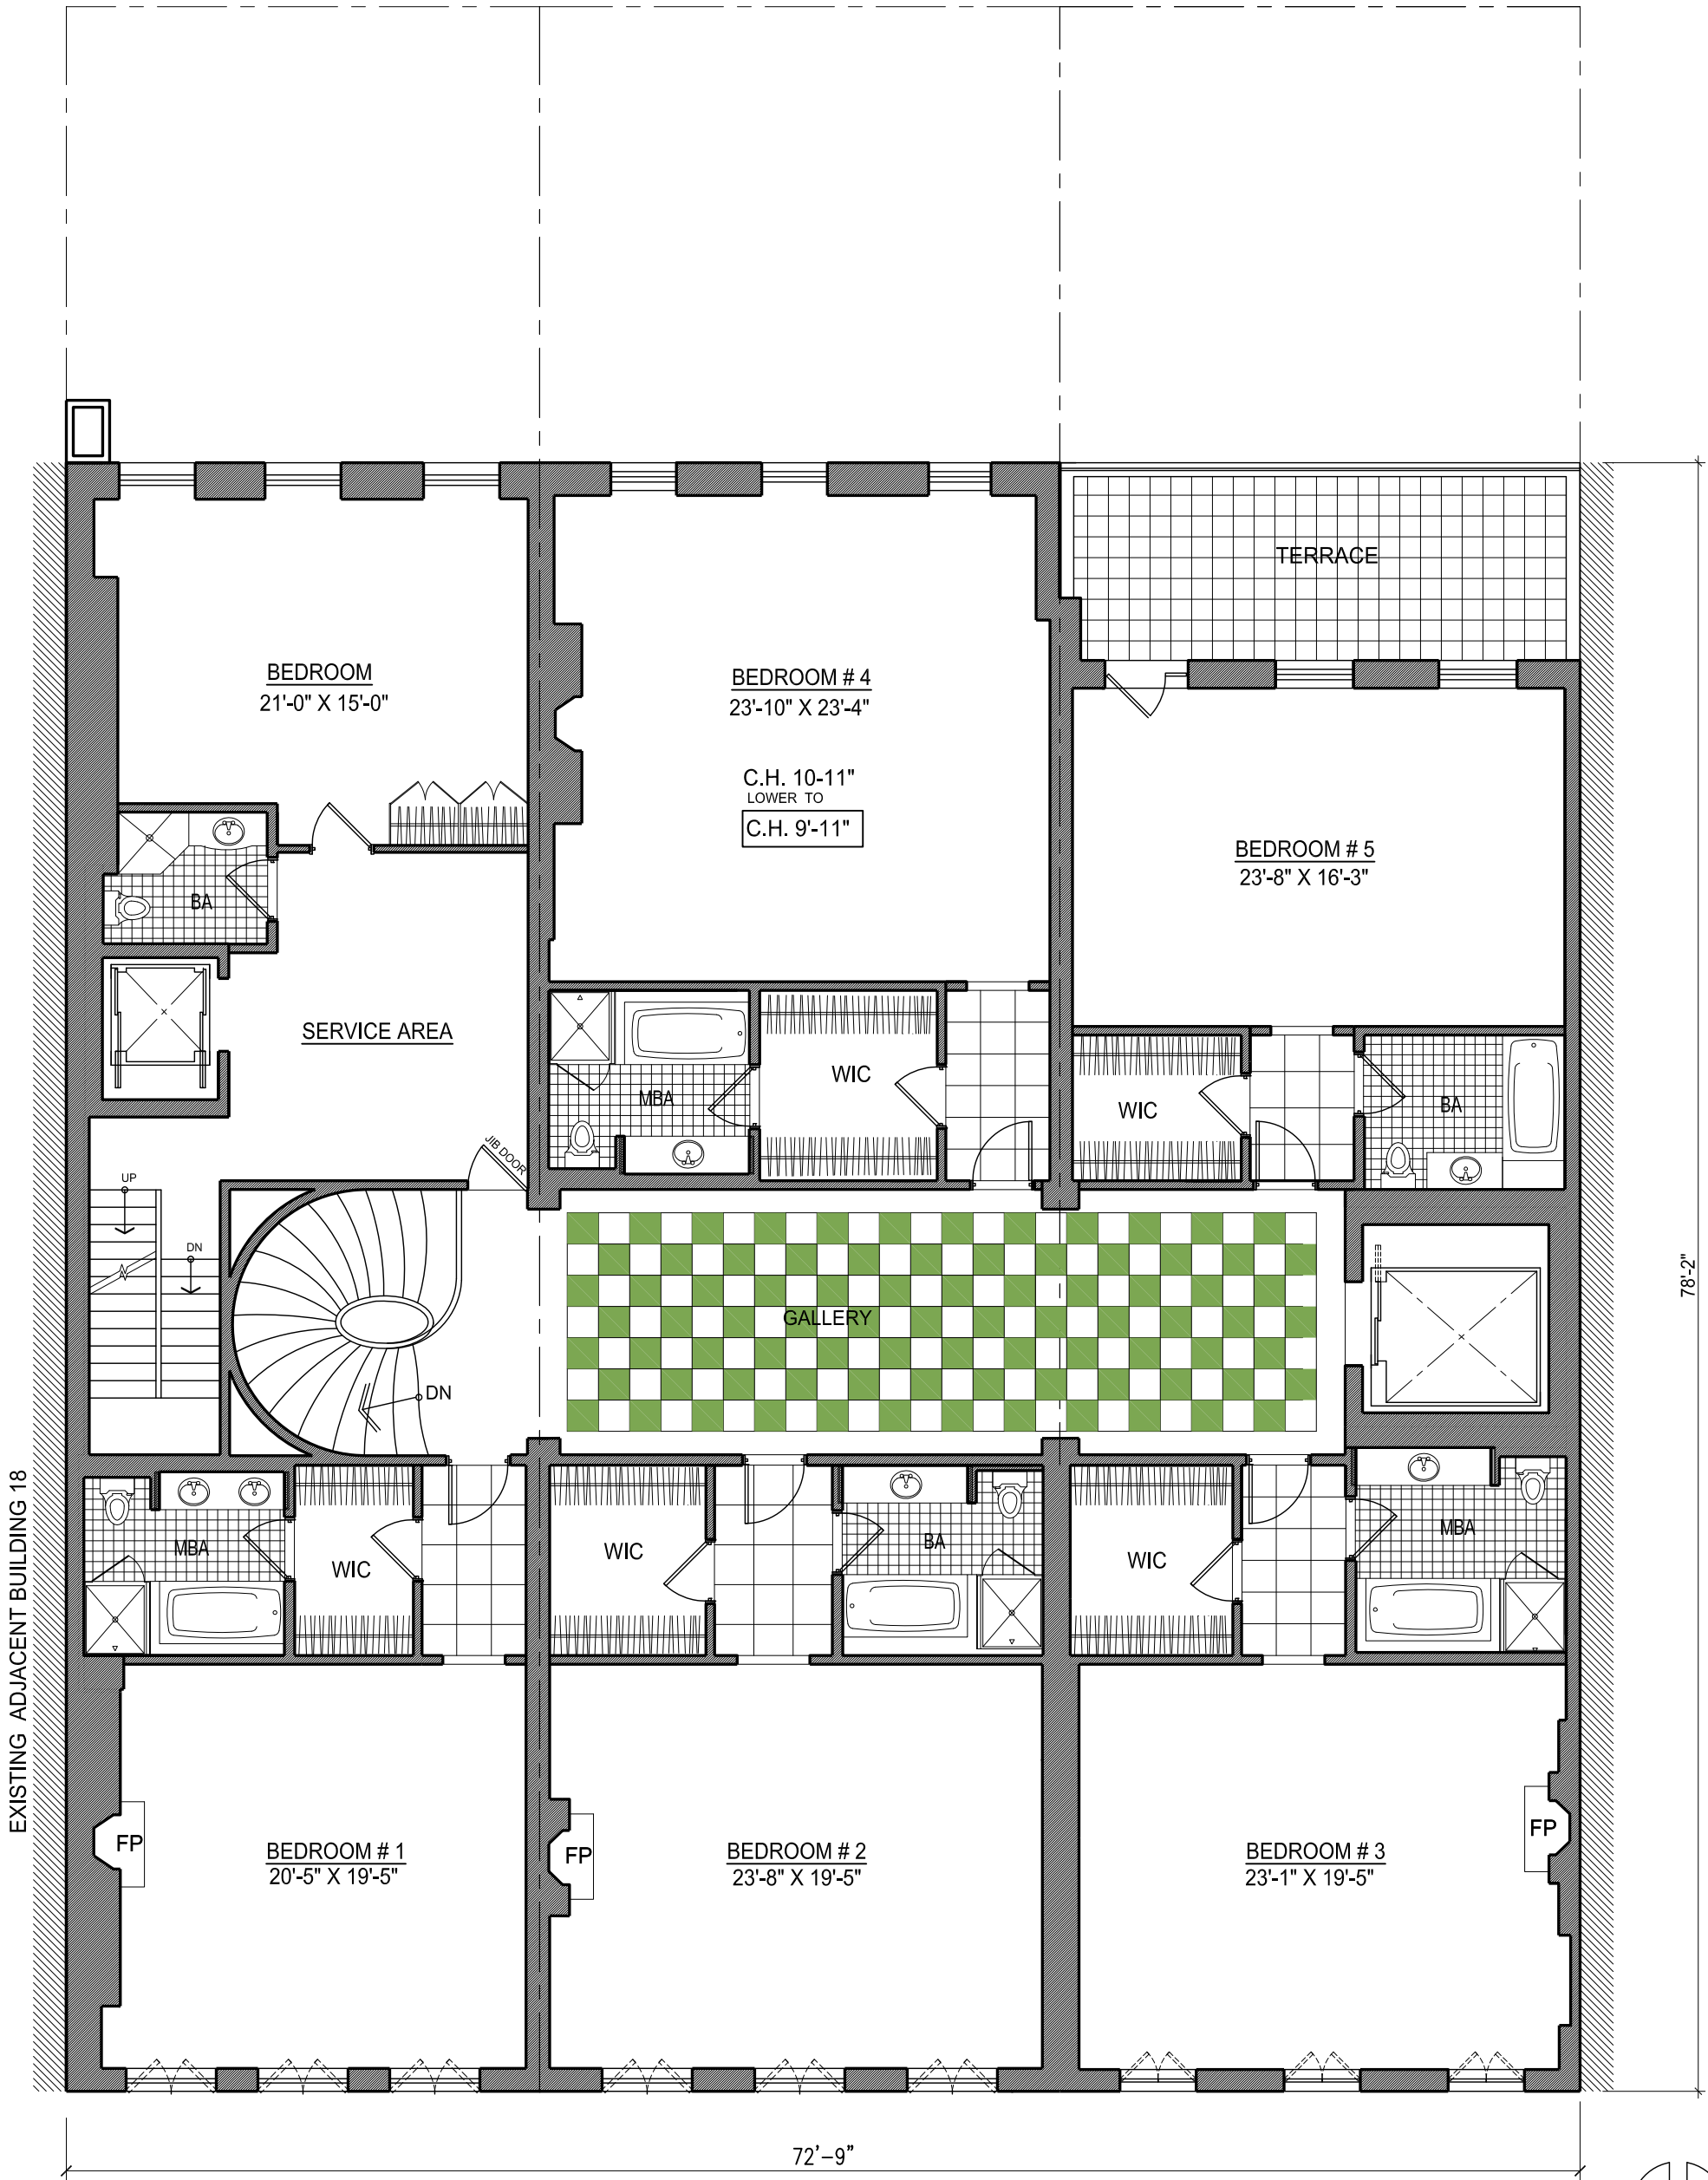 TERRACE
BEDROOM
21'-0" X 15'-0"
BEDROOM # 4
23'-10" X 23'-4"
C.H. 10-11"
LOWER TO
C.H. 9'-11"
BEDROOM # 5
23'-8" X 16'-3"
BA
SERVICE AREA
MBA
WIC
WIC
BA
JIB DOOR
UP
DN
GALLERY
DN
78'-2"
EXISTING ADJACENT BUILDING 18
MBA
WIC
WIC
BA
WIC
MBA
FP
BEDROOM # 1
20'-5" X 19'-5"
FP
BEDROOM # 2
23'-8" X 19'-5"
BEDROOM # 3
23'-1" X 19'-5"
FP
72'-9"